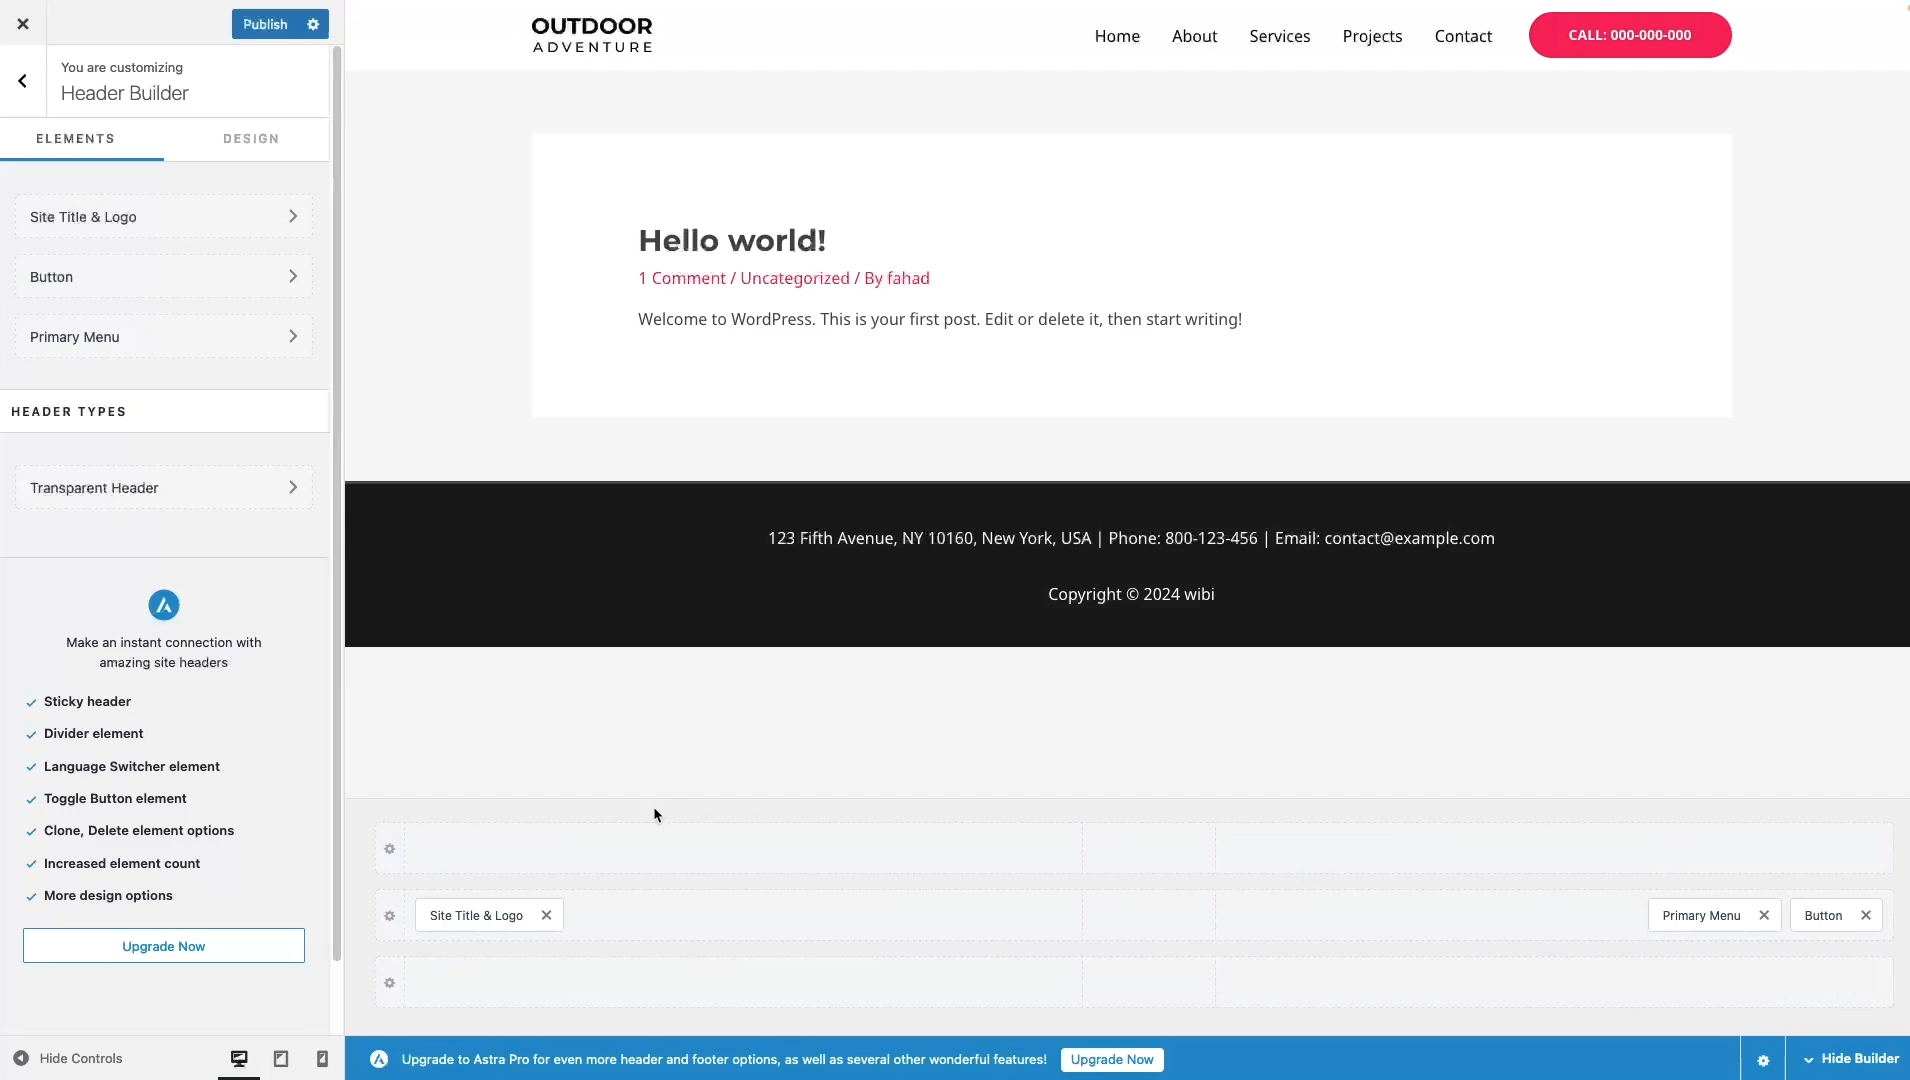 Publish
You are customizing
Header Builder
ELEMENTS
DESIGN
Site Title & Logo
Button
Primary Menu
HEADER TYPES
Transparent Header
Make an instant connection with
amazing site headers
Sticky header
Divider element
Language Switcher element
Toggle Button element
Clone, Delete element options
Increased element count
More design options
Upgrade Now
Hide Controls
OUTDOOR
ADVENTURE
Home
About
Services
Projects
Contact
CALL: 000-000-000
Hello world!
1 Comment / Uncategorized / By fahad
Welcome to WordPress. This is your first post. Edit or delete it, then start writing!
123 Fifth Avenue, NY 10160, New York, USA | Phone: 800-123-456 | Email: contact@example.com
Copyright © 2024 wibi
Site Title & Logo
Primary Menu
Button
Upgrade to Astra Pro for even more header and footer options, as well as several other wonderful features!
Upgrade Now
Hide Builder